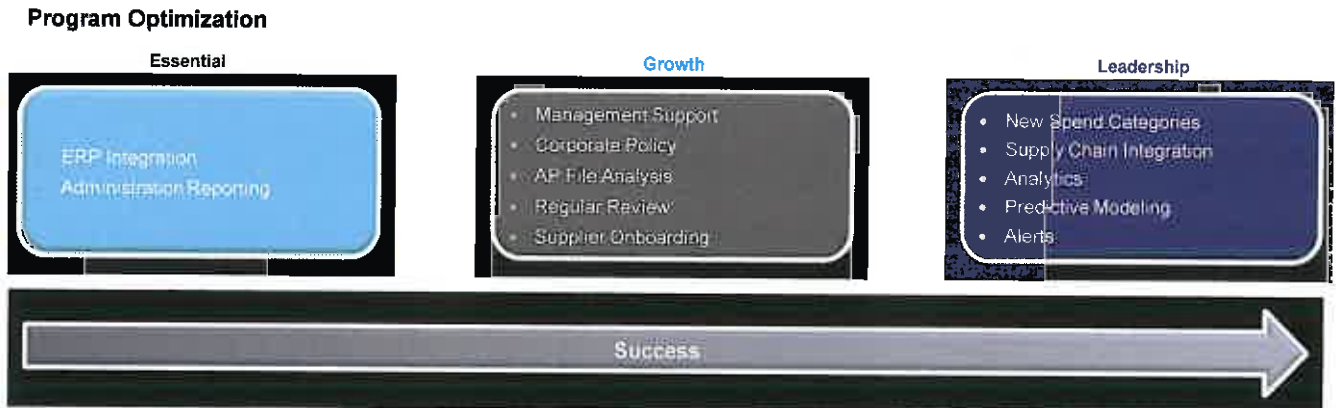 Program Optimization
Essential
ERP Integration
Administration Reporting
Growth
• Management Support
• Corporate Policy
• AP File Analysis
• Regular Review
• Supplier Onboarding
Leadership
• New Spend Categories
• Supply Chain Integration
• Analytics
• Predictive Modeling
• Alerts
Success